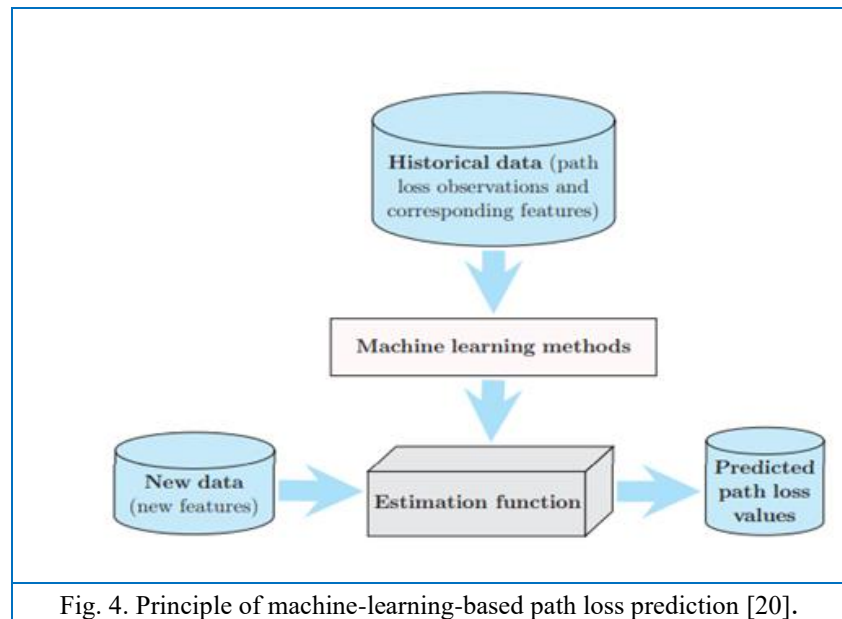 Historical data (path
loss observations and
corresponding features)
Machine learning methods
New data
(new features)
Estimation function
Predicted
path loss
values
Fig. 4. Principle of machine-learning-based path loss prediction [20].